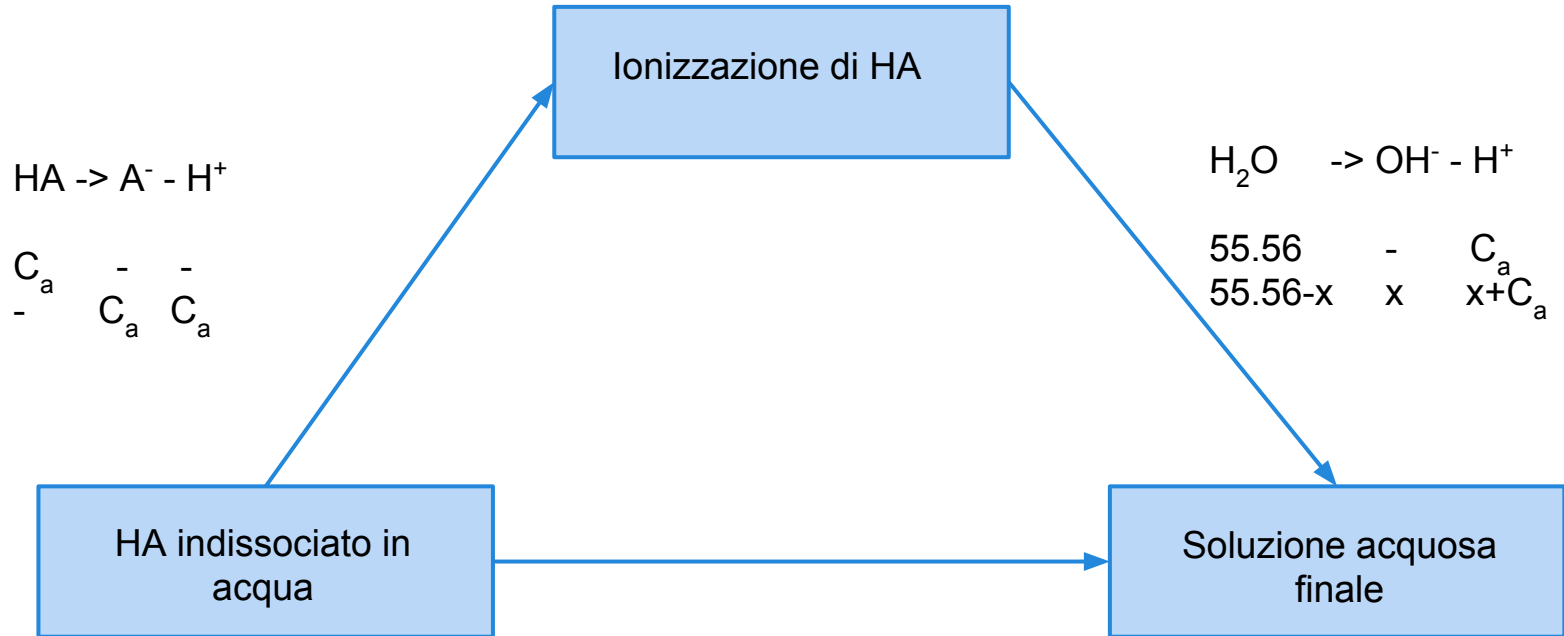 Ionizzazione di HA
HA -> A⁻ - H⁺
Cₐ - -
- Cₐ Cₐ
H₂O -> OH⁻ - H⁺
55.56 - Cₐ
55.56-x x x+Cₐ
HA indissociato in
acqua
Soluzione acquosa
finale